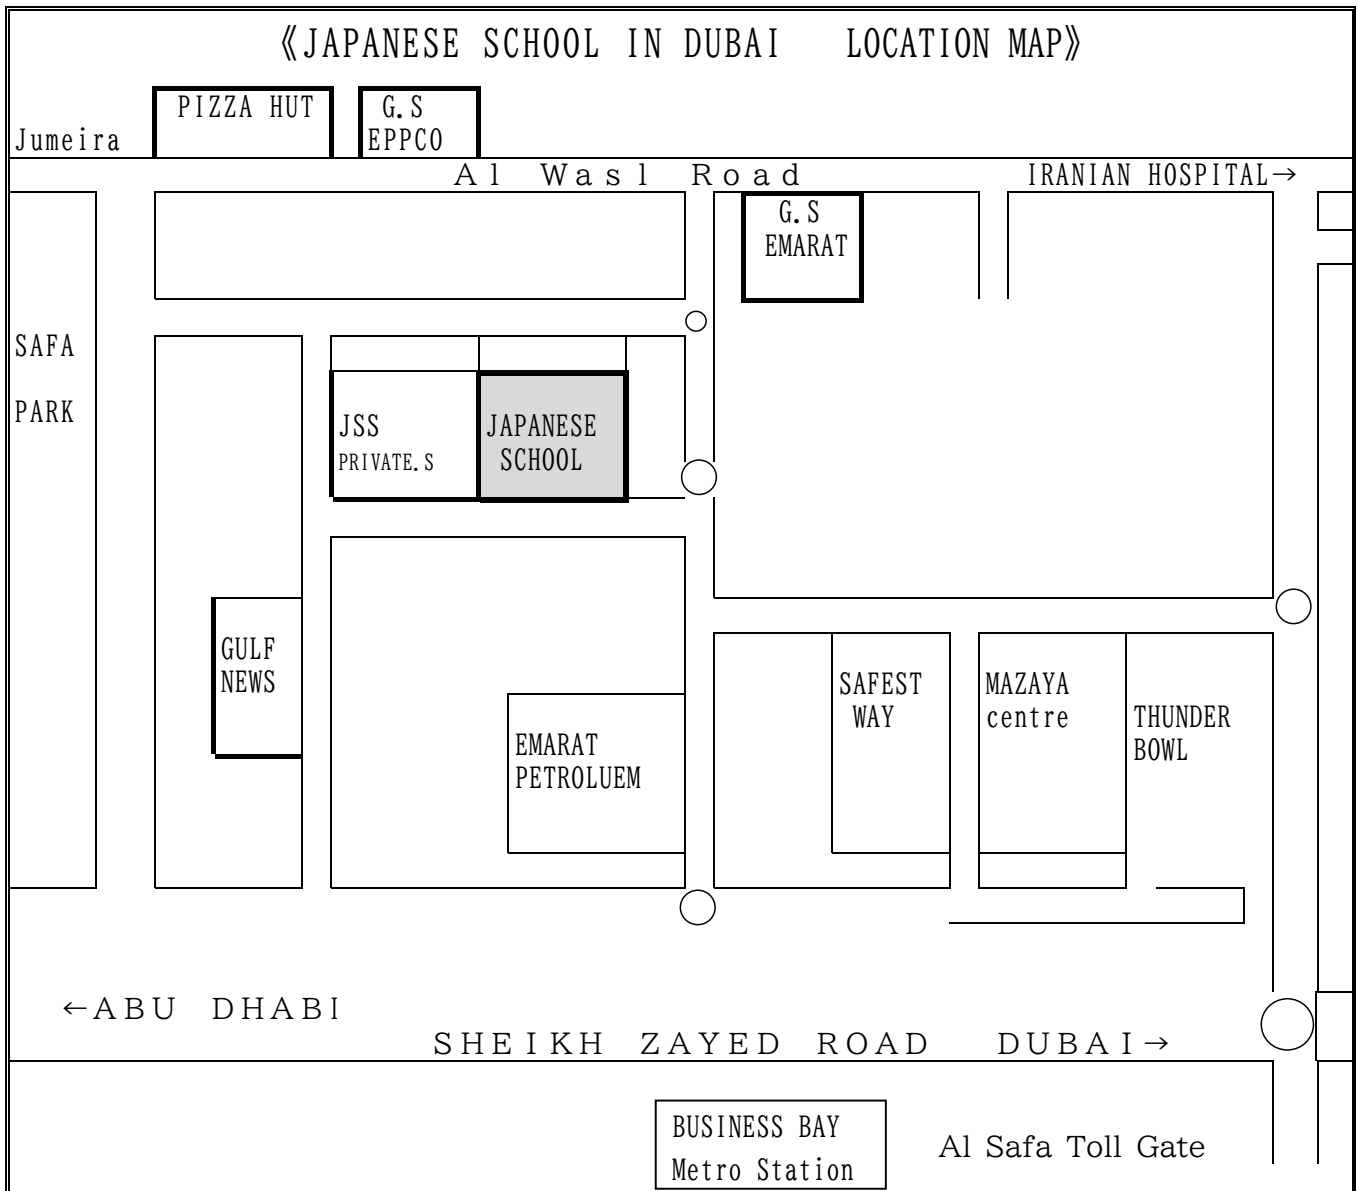 《JAPANESE SCHOOL IN DUBAI LOCATION MAP》
PIZZA HUT
G.S
EPPCO
Jumeira
Al Wasl Road
IRANIAN HOSPITAL→
G.S
EMARAT
SAFA
PARK
JSS
PRIVATE.S
JAPANESE
SCHOOL
GULF
NEWS
SAFEST
WAY
MAZAYA
centre
THUNDER
BOWL
EMARAT
PETROLUEM
←ABU DHABI
SHEIKH ZAYED ROAD DUBAI→
BUSINESS BAY
Metro Station
Al Safa Toll Gate